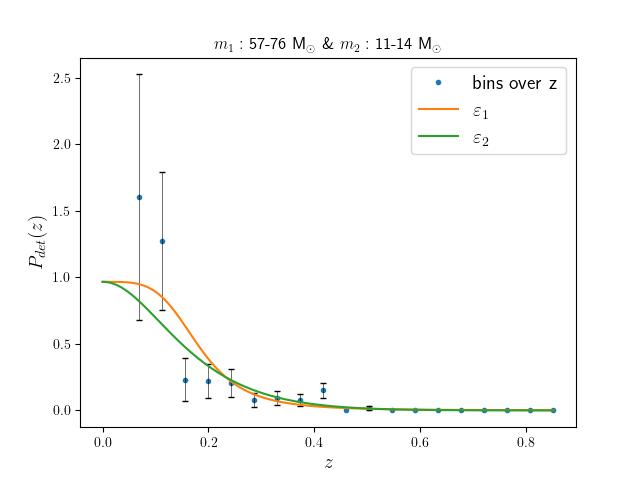 m₁ : 57-76 M⊙ & m₂ : 11-14 M⊙
bins over z
ε₁
ε₂
P_det(z)
2.5
2.0
1.5
1.0
0.5
0.0
0.0 0.2 0.4 0.6 0.8
z